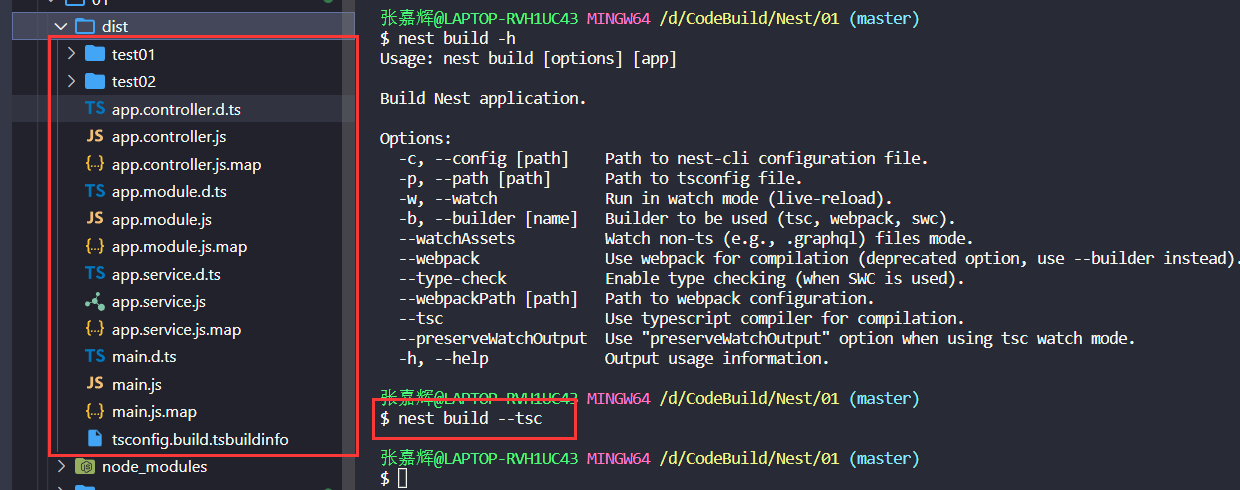 01
dist
test01
test02
TS app.controller.d.ts
JS app.controller.js
{..} app.controller.js.map
TS app.module.d.ts
JS app.module.js
{..} app.module.js.map
TS app.service.d.ts
app.service.js
{..} app.service.js.map
TS main.d.ts
JS main.js
{..} main.js.map
tsconfig.build.tsbuildinfo
node_modules
张嘉辉@LAPTOP-RVH1UC43 MINGW64 /d/CodeBuild/Nest/01 (master)
$ nest build -h
Usage: nest build [options] [app]
Build Nest application.
Options:
-c, --config [path] Path to nest-cli configuration file.
-p, --path [path] Path to tsconfig file.
-w, --watch Run in watch mode (live-reload).
-b, --builder [name] Builder to be used (tsc, webpack, swc).
--watchAssets Watch non-ts (e.g., .graphql) files mode.
--webpack Use webpack for compilation (deprecated option, use --builder instead).
--type-check Enable type checking (when SWC is used).
--webpackPath [path] Path to webpack configuration.
--tsc Use typescript compiler for compilation.
--preserveWatchOutput Use "preserveWatchOutput" option when using tsc watch mode.
-h, --help Output usage information.
张嘉辉@LAPTOP-RVH1UC43 MINGW64 /d/CodeBuild/Nest/01 (master)
$ nest build --tsc
张嘉辉@LAPTOP-RVH1UC43 MINGW64 /d/CodeBuild/Nest/01 (master)
$